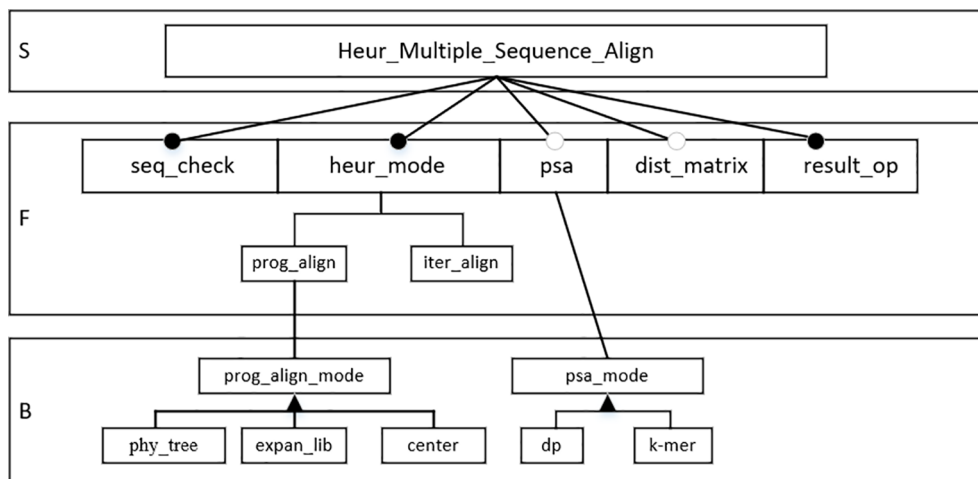 S
Heur_Multiple_Sequence_Align
F
seq_check
heur_mode
psa
dist_matrix
result_op
prog_align
iter_align
B
prog_align_mode
psa_mode
phy_tree
expan_lib
center
dp
k-mer